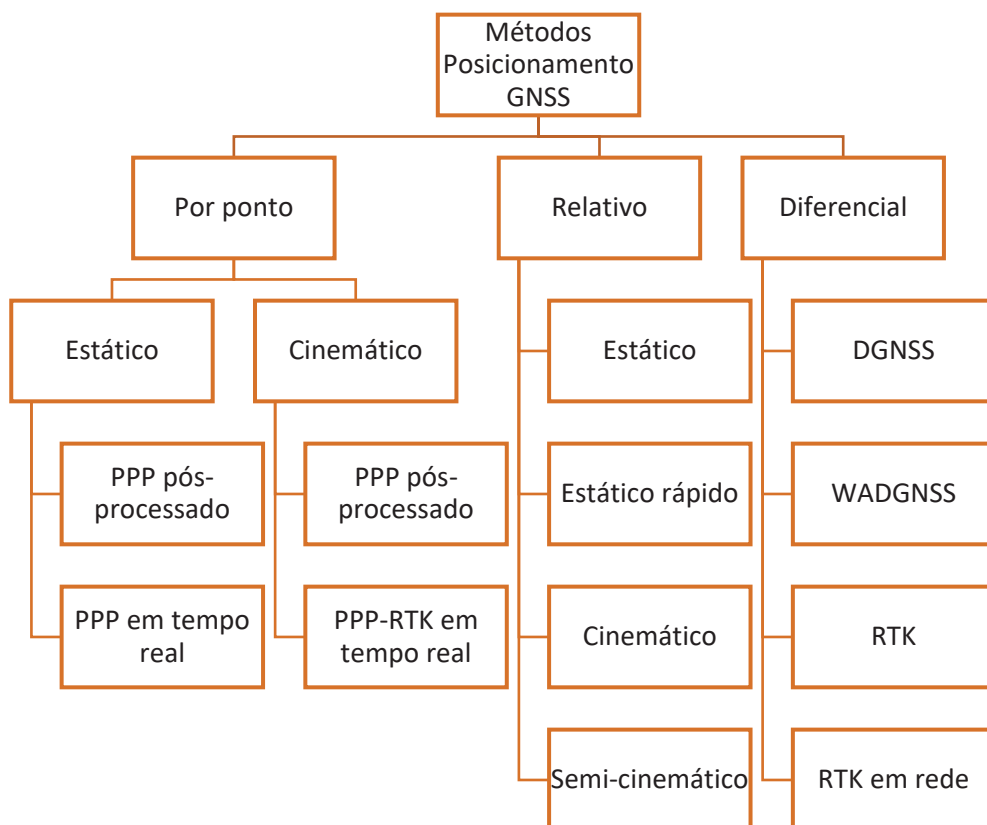 Métodos
Posicionamento
GNSS
Por ponto
Relativo
Diferencial
Estático
Cinemático
Estático
DGNSS
PPP pós-
processado
PPP pós-
processado
Estático rápido
WADGNSS
PPP em tempo
real
PPP-RTK em
tempo real
Cinemático
RTK
Semi-cinemático
RTK em rede